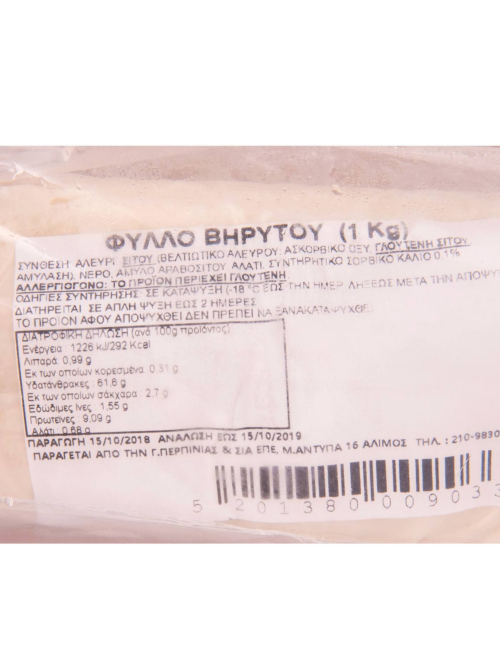 ΦΥΛΛΟ ΒΗΡΥΤΟΥ (1 Kg)
ΣΥΝΘΕΣΗ: ΑΛΕΥΡΙ ΣΙΤΟΥ (ΒΕΛΤΙΩΤΙΚΟ ΑΛΕΥΡΟΥ: ΑΣΚΟΡΒΙΚΟ ΟΞΥ, ΓΛΟΥΤΕΝΗ ΣΙΤΟΥ,
ΑΜΥΛΑΣΗ), ΝΕΡΟ, ΑΜΥΛΟ ΑΡΑΒΟΣΙΤΟΥ, ΑΛΑΤΙ, ΣΥΝΤΗΡΗΤΙΚΟ ΣΟΡΒΙΚΟ ΚΑΛΙΟ 0,1%
ΑΛΛΕΡΓΙΟΓΟΝΟ: ΤΟ ΠΡΟΪΟΝ ΠΕΡΙΕΧΕΙ ΓΛΟΥΤΕΝΗ
ΟΔΗΓΙΕΣ ΣΥΝΤΗΡΗΣΗΣ: ΣΕ ΚΑΤΑΨΥΞΗ (-18 °C ΕΩΣ ΤΗΝ ΗΜΕΡ. ΛΗΞΕΩΣ ΜΕΤΑ ΤΗΝ ΑΠΟΨΥ
ΔΙΑΤΗΡΕΙΤΑΙ ΣΕ ΑΠΛΗ ΨΥΞΗ ΕΩΣ 2 ΗΜΕΡΕΣ
ΤΟ ΠΡΟΪΟΝ ΑΦΟΥ ΑΠΟΨΥΧΘΕΙ ΔΕΝ ΠΡΕΠΕΙ ΝΑ ΞΑΝΑΚΑΤΑΨΥΧΘΕΙ
ΔΙΑΤΡΟΦΙΚΗ ΔΗΛΩΣΗ (ανά 100g προϊόντος)
Ενέργεια : 1226 kJ/292 Kcal
Λιπαρά: 0,99 g
Εκ των οποίων κορεσμένα: 0,31 g
Υδατάνθρακες : 61,6 g
Εκ των οποίων σάκχαρα : 2,7 g
Εδώδιμες Ινες : 1,55 g
Πρωτεΐνες : 9,09 g
Αλάτι: 0,68 g
ΠΑΡΑΓΩΓΗ 15/10/2018 ΑΝΑΛΩΣΗ ΕΩΣ 15/10/2019
ΠΑΡΑΓΕΤΑΙ ΑΠΟ ΤΗΝ Γ.ΠΕΡΠΙΝΙΑΣ & ΣΙΑ ΕΠΕ, Μ.ΑΝΤΥΠΑ 16 ΑΛΙΜΟΣ ΤΗΛ.: 210-9830
5 201380 00903